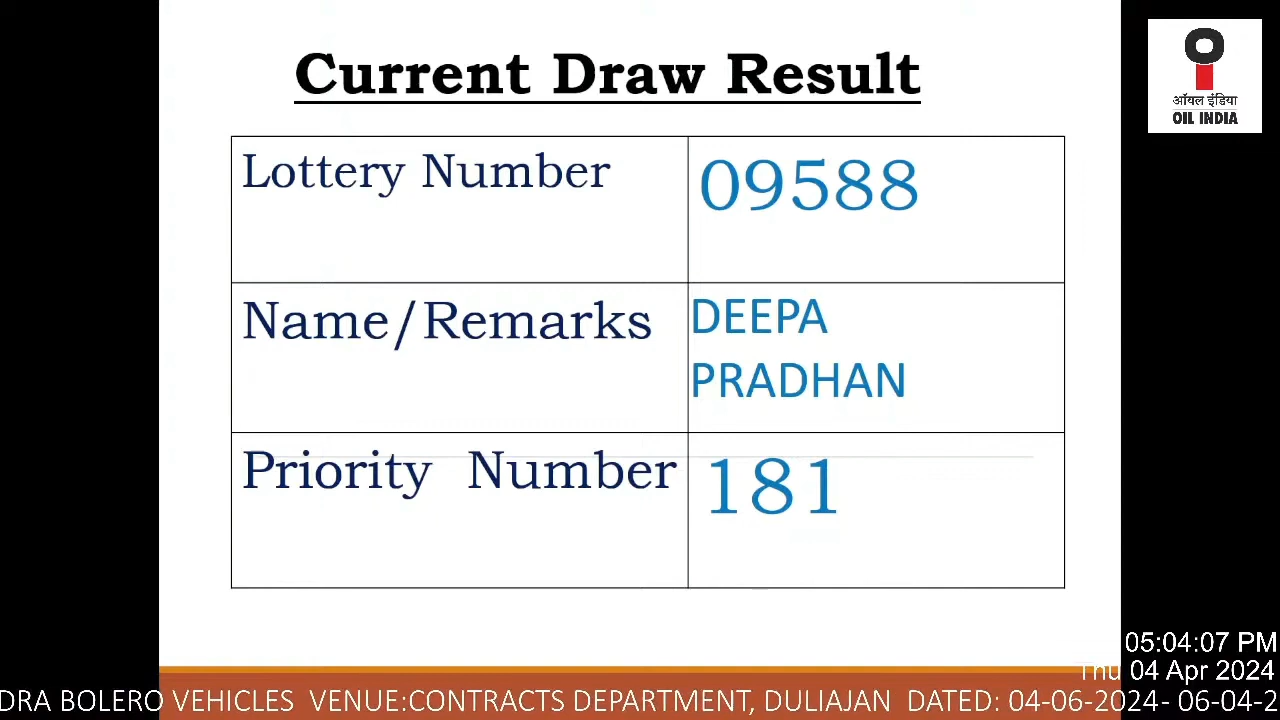 Current Draw Result
ऑयल इंडिया
OIL INDIA
Lottery Number
09588
Name/Remarks
DEEPA
PRADHAN
Priority Number
181
05:04:07 PM
Thu 04 Apr 2024
DRA BOLERO VEHICLES VENUE:CONTRACTS DEPARTMENT, DULIAJAN DATED: 04-06-2024- 06-04-2